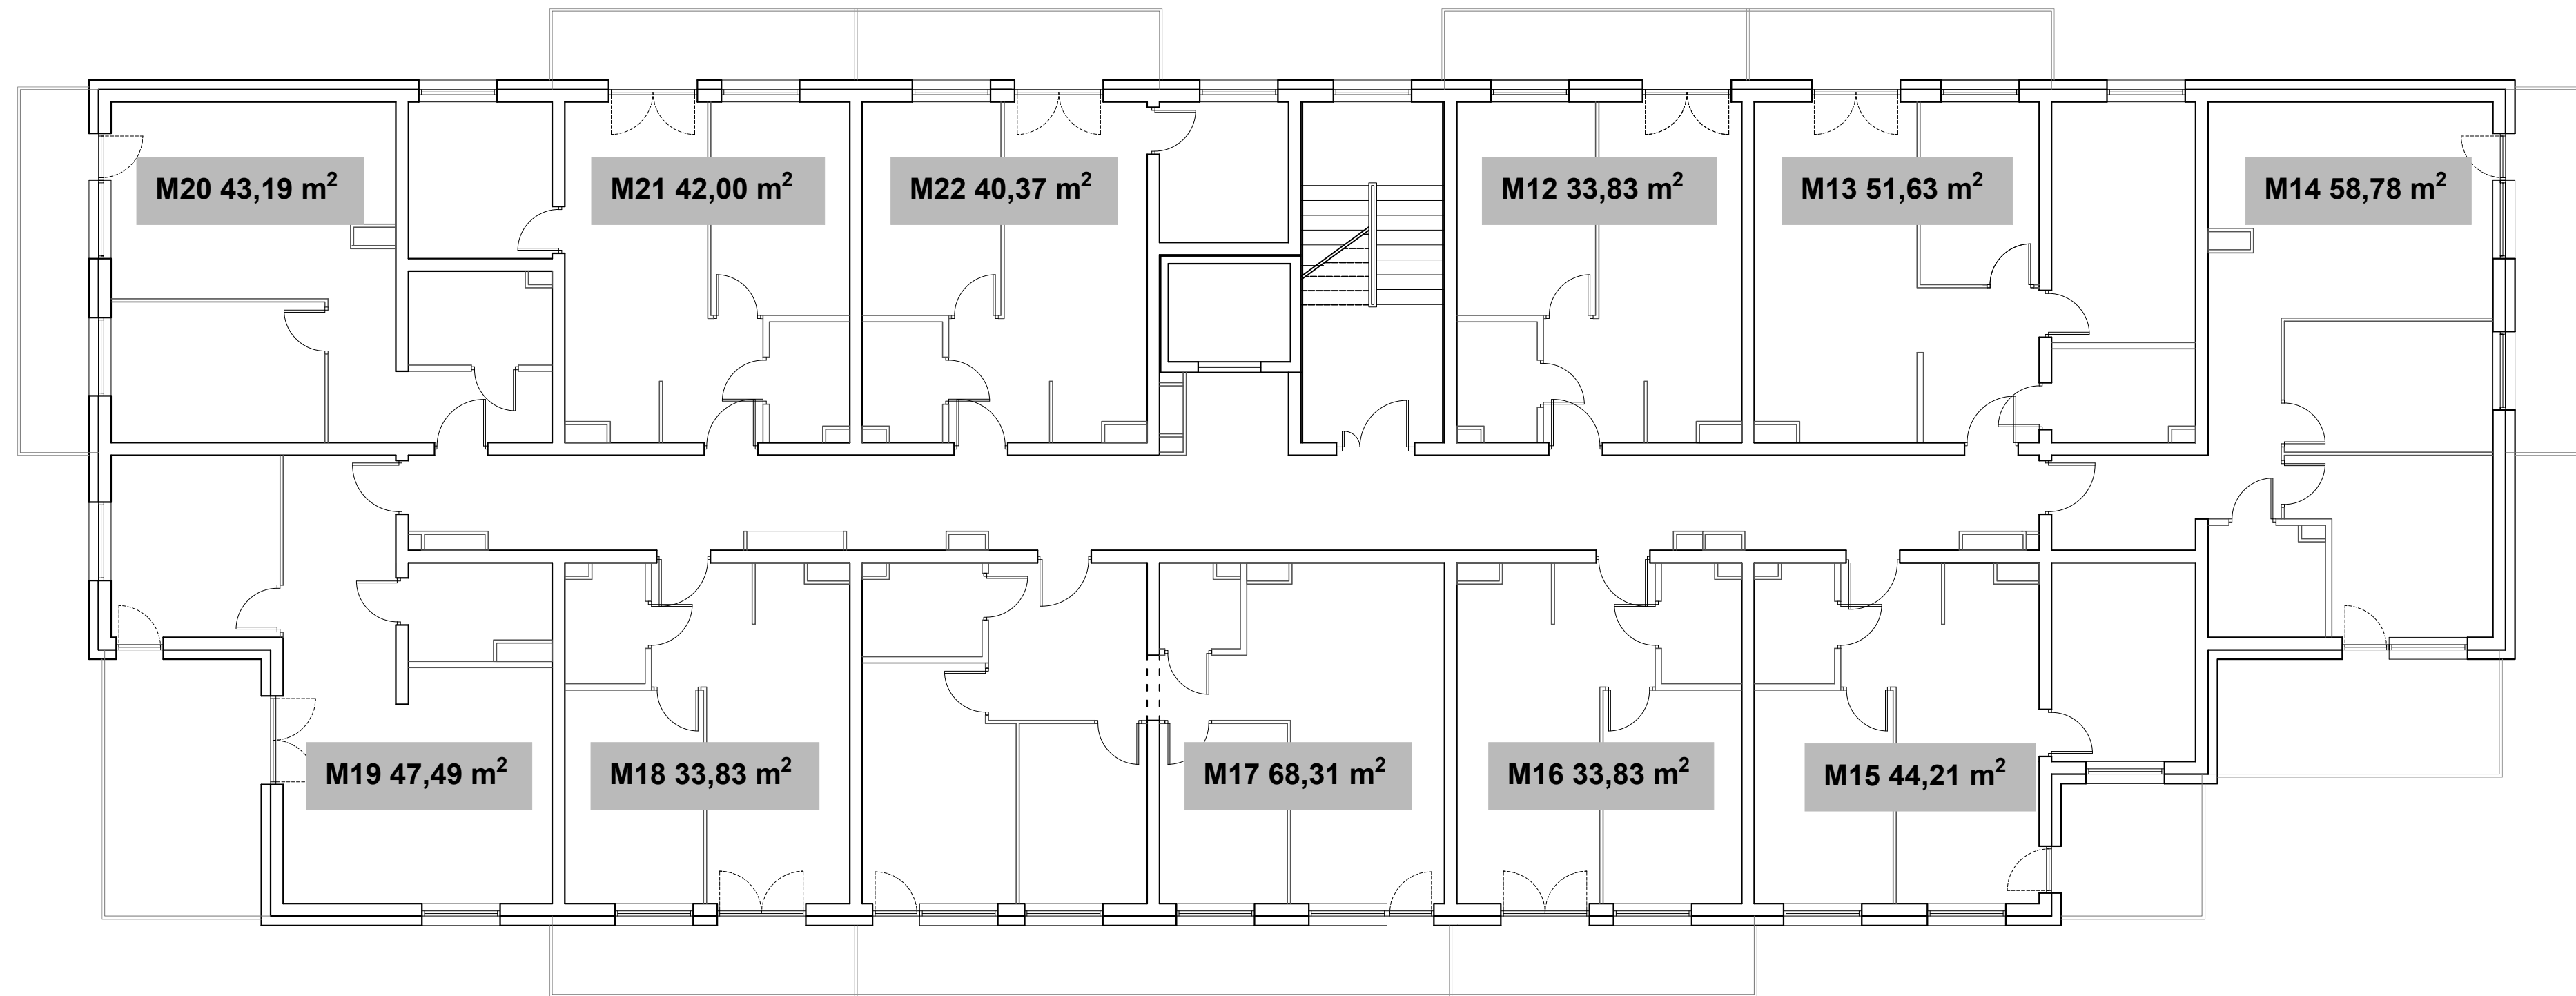 M20 43,19 m²
M21 42,00 m²
M22 40,37 m²
M12 33,83 m²
M13 51,63 m²
M14 58,78 m²
M19 47,49 m²
M18 33,83 m²
M17 68,31 m²
M16 33,83 m²
M15 44,21 m²